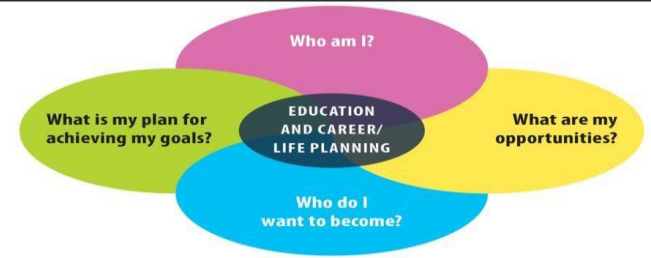 Who am I?
What is my plan for
achieving my goals?
EDUCATION
AND CAREER/
LIFE PLANNING
What are my
opportunities?
Who do I
want to become?